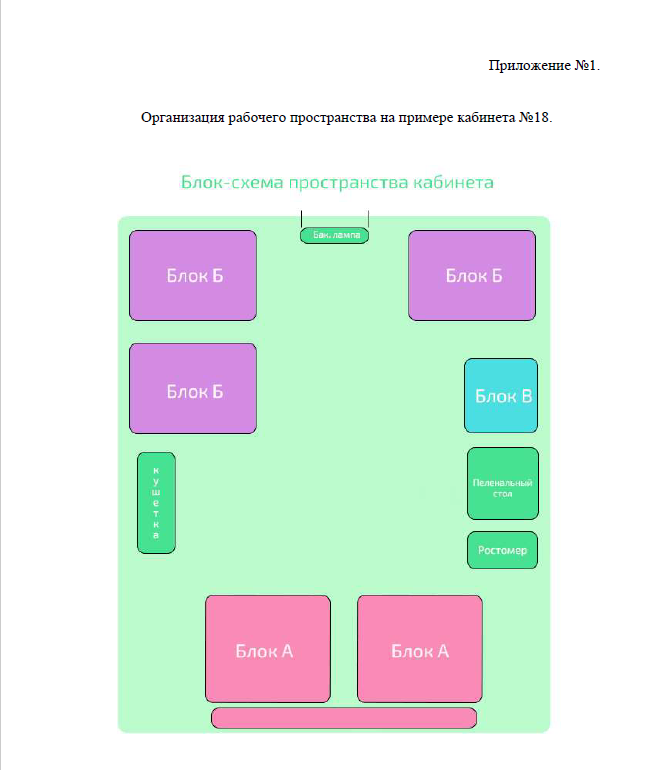 Приложение №1.
Организация рабочего пространства на примере кабинета №18.
Блок-схема пространства кабинета
Бак.лампа
Блок Б
Блок Б
Блок Б
Блок В
кушетка
Пеленальный
стол
Ростомер
Блок А
Блок А